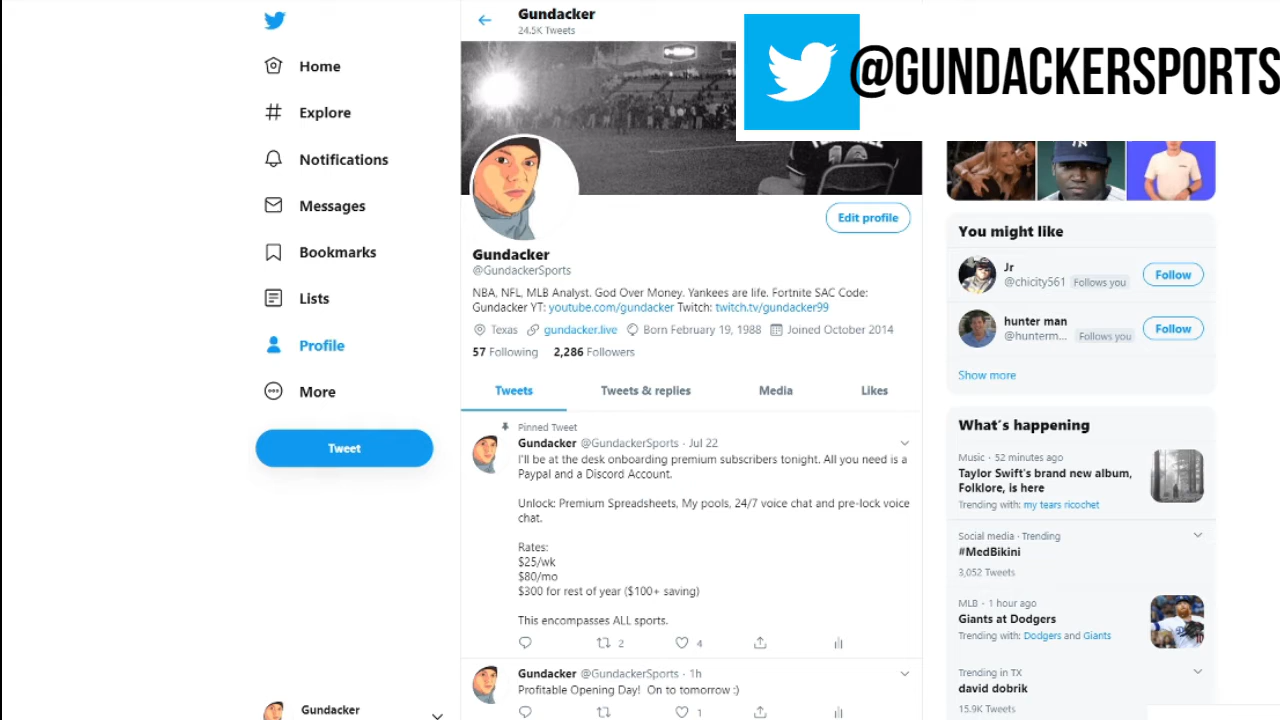 Gundacker
24.5K Tweets
@GUNDACKERSPORTS
Home
Explore
Notifications
Messages
Bookmarks
Lists
Profile
More
Tweet
Gundacker
Edit profile
Gundacker
@GundackerSports
NBA, NFL, MLB Analyst. God Over Money. Yankees are life. Fortnite SAC Code:
Gundacker YT: youtube.com/gundacker Twitch: twitch.tv/gundacker99
Texas gundacker.live Born February 19, 1988 Joined October 2014
57 Following 2,286 Followers
Tweets Tweets & replies Media Likes
Pinned Tweet
Gundacker @GundackerSports · Jul 22
I'll be at the desk onboarding premium subscribers tonight. All you need is a
Paypal and a Discord Account.
Unlock: Premium Spreadsheets, My pools, 24/7 voice chat and pre-lock voice
chat.
Rates:
$25/wk
$80/mo
$300 for rest of year ($100+ saving)
This encompasses ALL sports.
2 4
Gundacker @GundackerSports · 1h
Profitable Opening Day! On to tomorrow :)
1
You might like
Jr
@chicity561 Follows you
Follow
hunter man
@hunterm... Follows you
Follow
Show more
What's happening
Music · 52 minutes ago
Taylor Swift's brand new album,
Folklore, is here
Trending with: my tears ricochet
Social media · Trending
#MedBikini
3,052 Tweets
MLB · 1 hour ago
Giants at Dodgers
Trending with: Dodgers and Giants
Trending in TX
david dobrik
15.9K Tweets